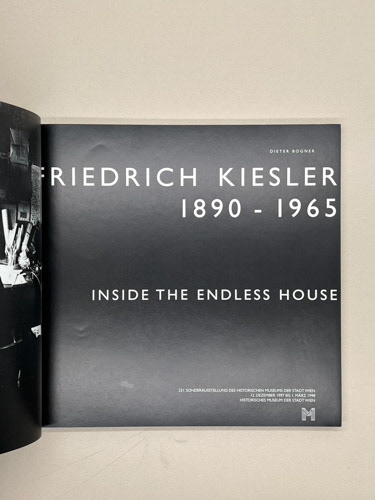 DIETER BOGNER
FRIEDRICH KIESLER
1890 - 1965
INSIDE THE ENDLESS HOUSE
231. SONDERAUSSTELLUNG DES HISTORISCHEN MUSEUMS DER STADT WIEN
12. DEZEMBER 1997 BIS 1. MÄRZ 1998
HISTORISCHES MUSEUM DER STADT WIEN
M